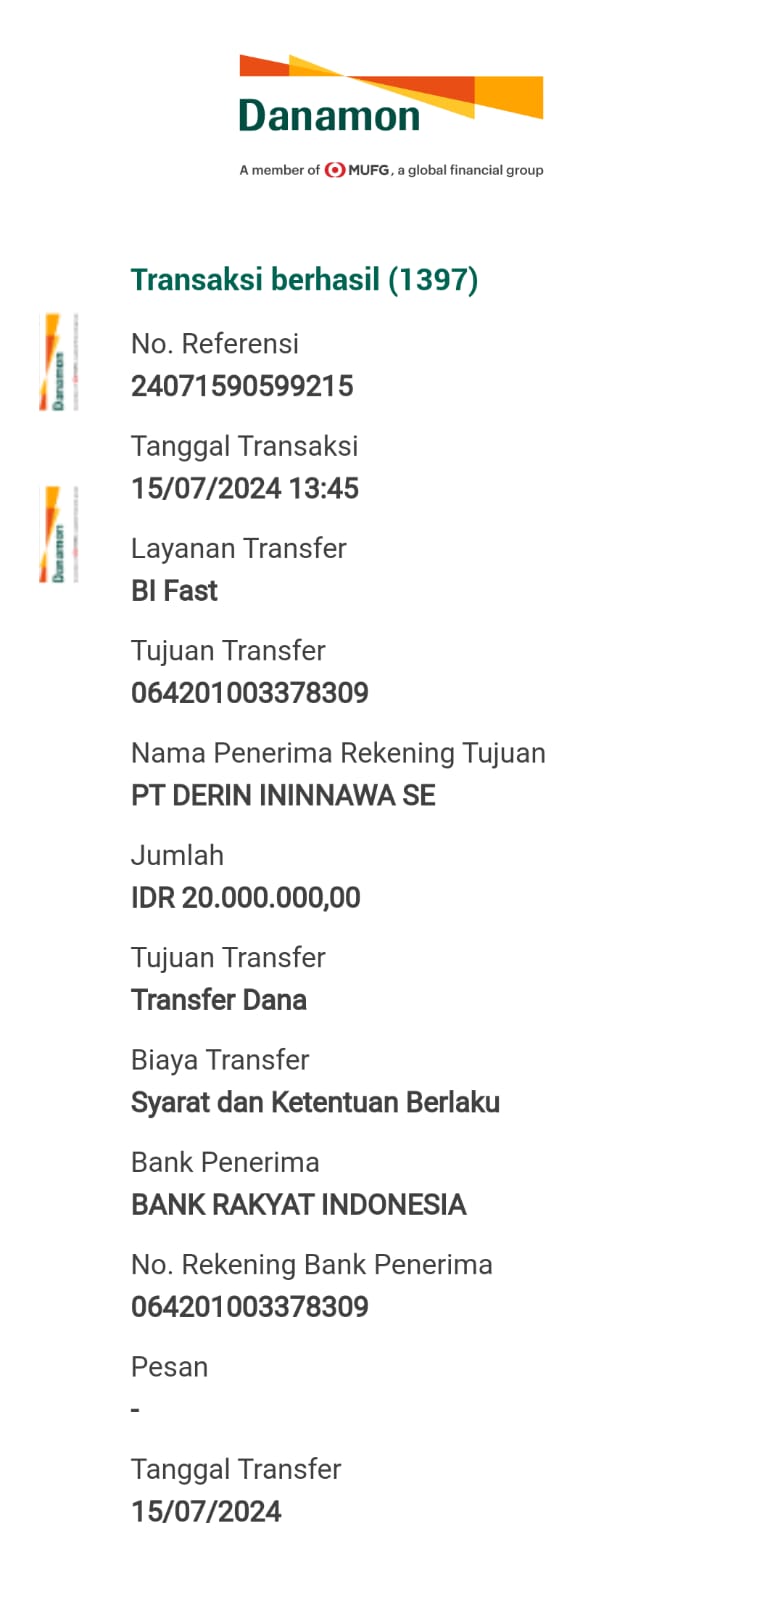 Danamon
A member of MUFG, a global financial group
Transaksi berhasil (1397)
No. Referensi
24071590599215
Tanggal Transaksi
15/07/2024 13:45
Layanan Transfer
BI Fast
Tujuan Transfer
064201003378309
Nama Penerima Rekening Tujuan
PT DERIN ININNAWA SE
Jumlah
IDR 20.000.000,00
Tujuan Transfer
Transfer Dana
Biaya Transfer
Syarat dan Ketentuan Berlaku
Bank Penerima
BANK RAKYAT INDONESIA
No. Rekening Bank Penerima
064201003378309
Pesan
-
Tanggal Transfer
15/07/2024
Danamon
Danamon